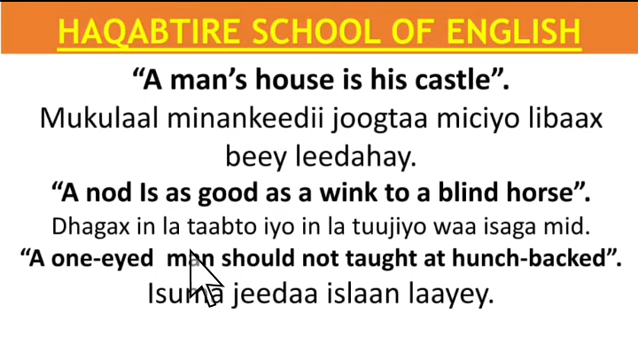 HAQABTIRE SCHOOL OF ENGLISH
“A man’s house is his castle”.
Mukulaal minankeedii joogtaa miciyo libaax
beey leedahay.
“A nod Is as good as a wink to a blind horse”.
Dhagax in la taabto iyo in la tuujiyo waa isaga mid.
“A one-eyed man should not taught at hunch-backed”.
Isuma jeedaa islaan laayey.